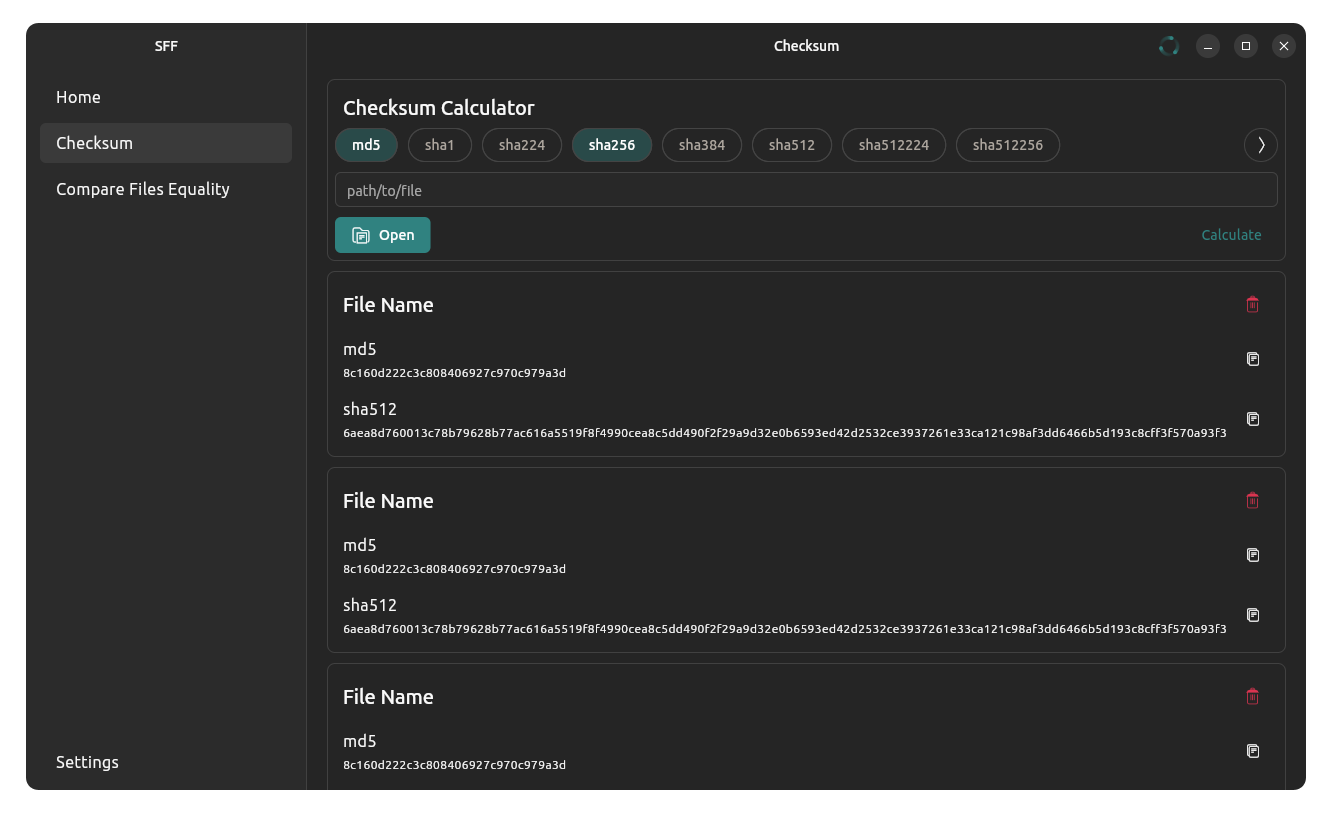 SFF
Checksum
Home
Checksum
Compare Files Equality
Settings
Checksum Calculator
md5 sha1 sha224 sha256 sha384 sha512 sha512224 sha512256
path/to/file
Open
Calculate
File Name
md5
8c160d222c3c808406927c970c979a3d
sha512
6aea8d760013c78b79628b77ac616a5519f8f4990cea8c5dd490f2f29a9d32e0b6593ed42d2532ce3937261e33ca121c98af3dd6466b5d193c8cff3f570a93f3
File Name
md5
8c160d222c3c808406927c970c979a3d
sha512
6aea8d760013c78b79628b77ac616a5519f8f4990cea8c5dd490f2f29a9d32e0b6593ed42d2532ce3937261e33ca121c98af3dd6466b5d193c8cff3f570a93f3
File Name
md5
8c160d222c3c808406927c970c979a3d